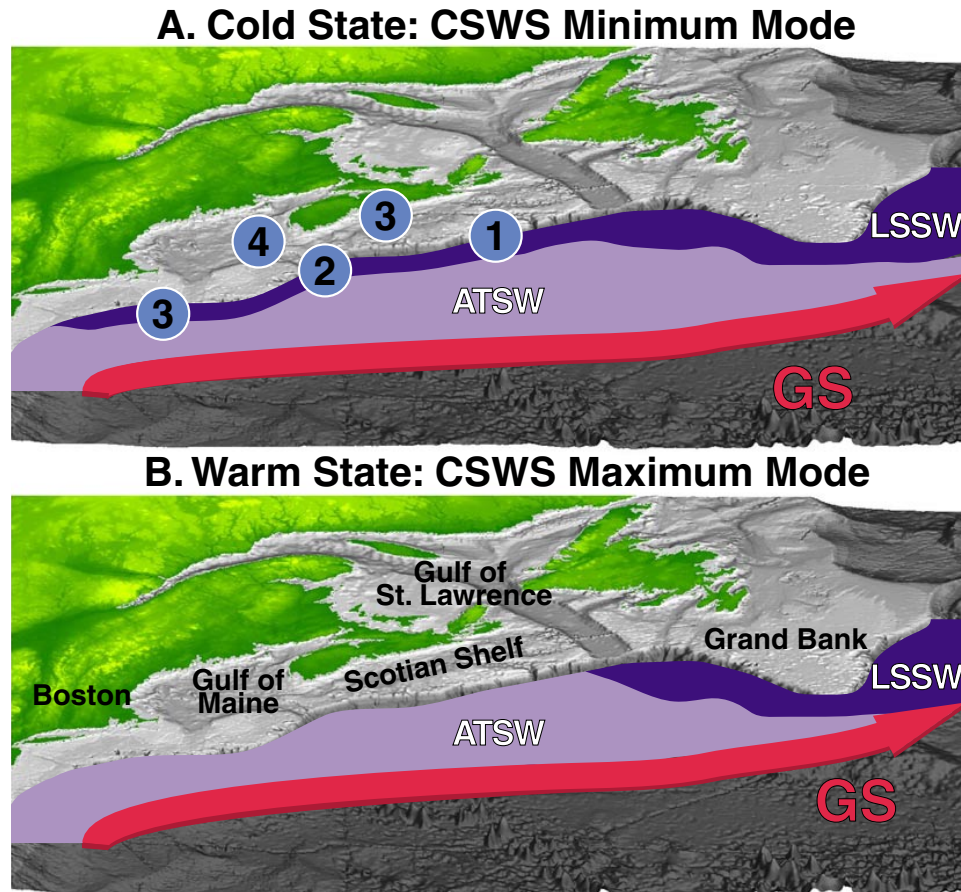 A. Cold State: CSWS Minimum Mode
3
1
4
2
3
LSSW
ATSW
GS
B. Warm State: CSWS Maximum Mode
Gulf of
St. Lawrence
Grand Bank
Scotian Shelf
Gulf of
Maine
Boston
LSSW
ATSW
GS